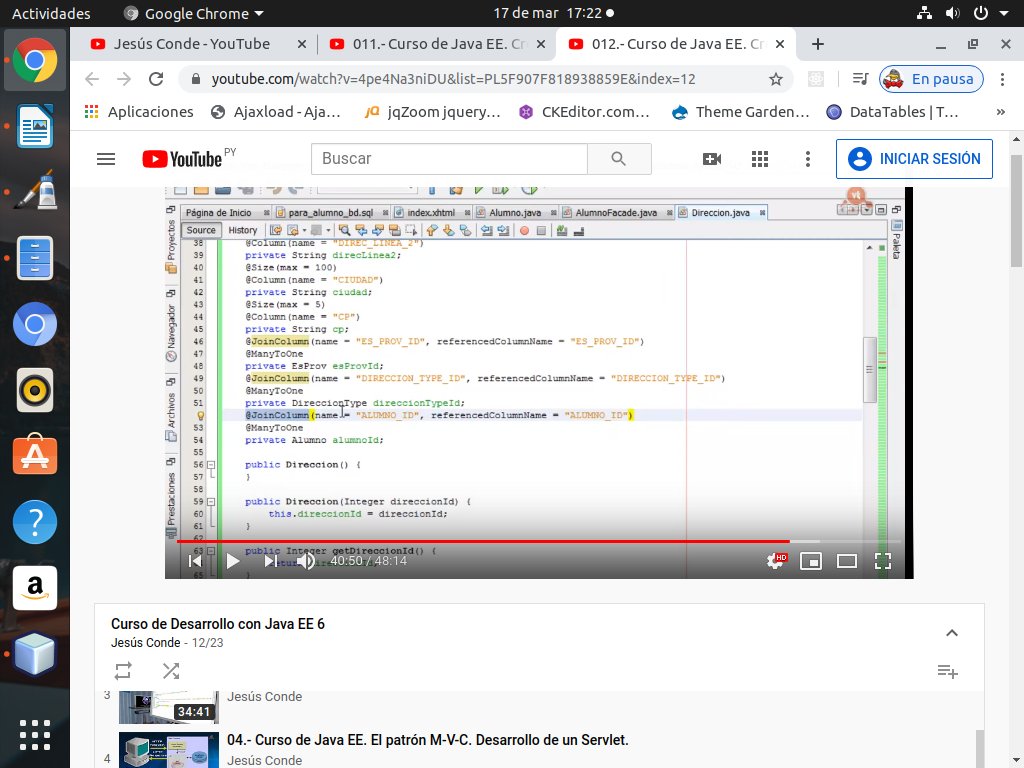 Actividades Google Chrome 17 de mar 17:22
Jesús Conde - YouTube 011.- Curso de Java EE. Cr 012.- Curso de Java EE. Cr
youtube.com/watch?v=4pe4Na3niDU&list=PL5F907F818938859E&index=12 En pausa
Aplicaciones Ajaxload - Aja... jqZoom jquery... CKEditor.com... Theme Garden... DataTables | T... »
YouTube PY Buscar INICIAR SESIÓN
Página de Inicio para_alumno_bd.sql index.xhtml Alumno.java AlumnoFacade.java Direccion.java
Source History
Proyectos
Navegador
Archivos
Prestaciones
Paleta
38 @Column(name = "DIREC_LINEA_2")
39 private String direcLinea2;
40 @Size(max = 100)
41 @Column(name = "CIUDAD")
42 private String ciudad;
43 @Size(max = 5)
44 @Column(name = "CP")
45 private String cp;
46 @JoinColumn(name = "ES_PROV_ID", referencedColumnName = "ES_PROV_ID")
47 @ManyToOne
48 private EsProv esProvId;
49 @JoinColumn(name = "DIRECCION_TYPE_ID", referencedColumnName = "DIRECCION_TYPE_ID")
50 @ManyToOne
51 private DireccionType direccionTypeId;
@JoinColumn(name = "ALUMNO_ID", referencedColumnName = "ALUMNO_ID")
53 @ManyToOne
54 private Alumno alumnoId;
55
56 public Direccion() {
57 }
58
59 public Direccion(Integer direccionId) {
60 this.direccionId = direccionId;
61 }
63 public Integer getDireccionId() {
40:50 / 48:14 HD
65
Curso de Desarrollo con Java EE 6
Jesús Conde - 12/23
3 34:41 Jesús Conde
04.- Curso de Java EE. El patrón M-V-C. Desarrollo de un Servlet.
4 Jesús Conde